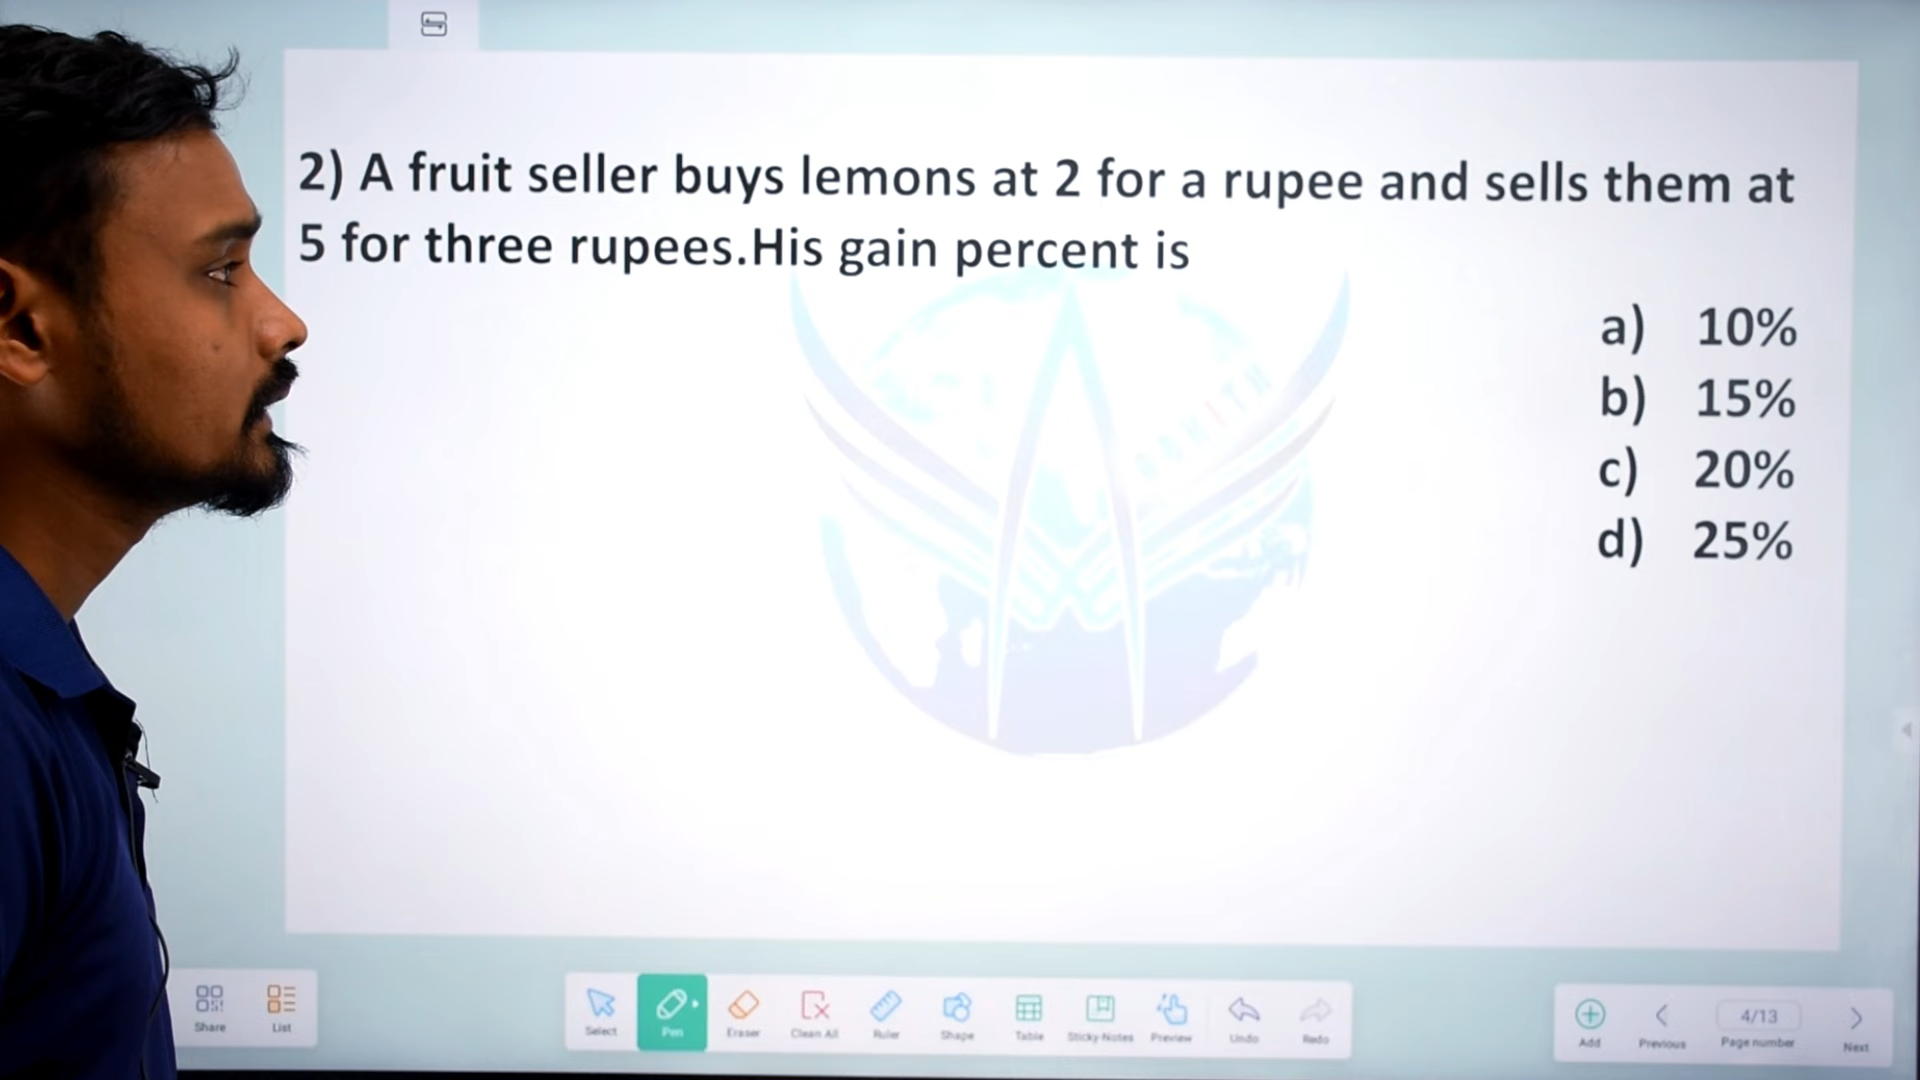 2) A fruit seller buys lemons at 2 for a rupee and sells them at
5 for three rupees.His gain percent is
a) 10%
b) 15%
c) 20%
d) 25%
Share
List
Select
Pen
Eraser
Clean All
Ruler
Shape
Table
Sticky Notes
Preview
Undo
Redo
Add
Previous
4/13
Page number
Next